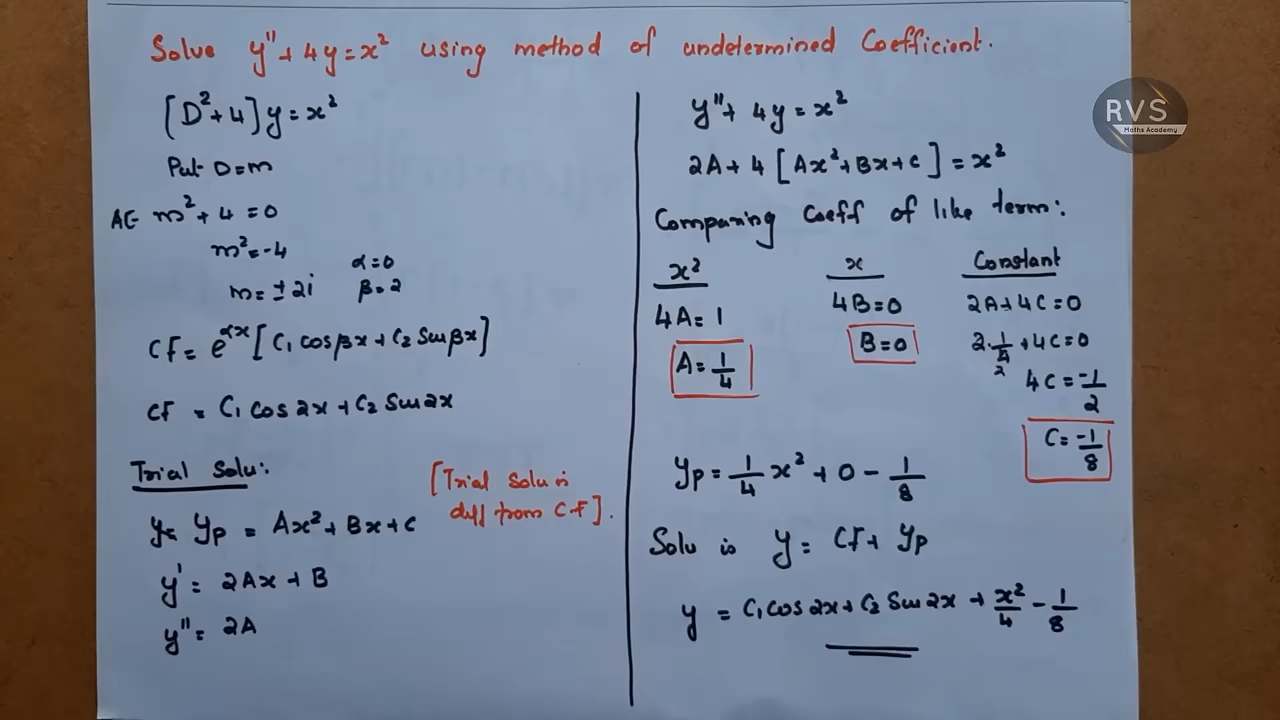 Solve y'' + 4y = x² using method of undetermined Coefficient.
[D² + 4] y = x²
Put D = m
AE m² + 4 = 0
m² = -4
m = ± 2i
α = 0
β = 2
CF = e^αx [C₁ cos βx + C₂ Sin βx]
CF = C₁ Cos 2x + C₂ Sin 2x
Trial Solu:
[Trial Solu is
diff from C·F].
y = yp = Ax² + Bx + C
y' = 2Ax + B
y'' = 2A
RVS
Maths Academy
y'' + 4y = x²
2A + 4 [Ax² + Bx + C] = x²
Comparing Coeff of like term:
x²
4A = 1
A = 1/4
x
4B = 0
B = 0
Constant
2A + 4C = 0
2·1/4 + 4C = 0
2
4C = -1/2
C = -1/8
yp = 1/4 x² + 0 - 1/8
Solu is y = CF + yp
y = C₁ Cos 2x + C₂ Sin 2x + x²/4 - 1/8